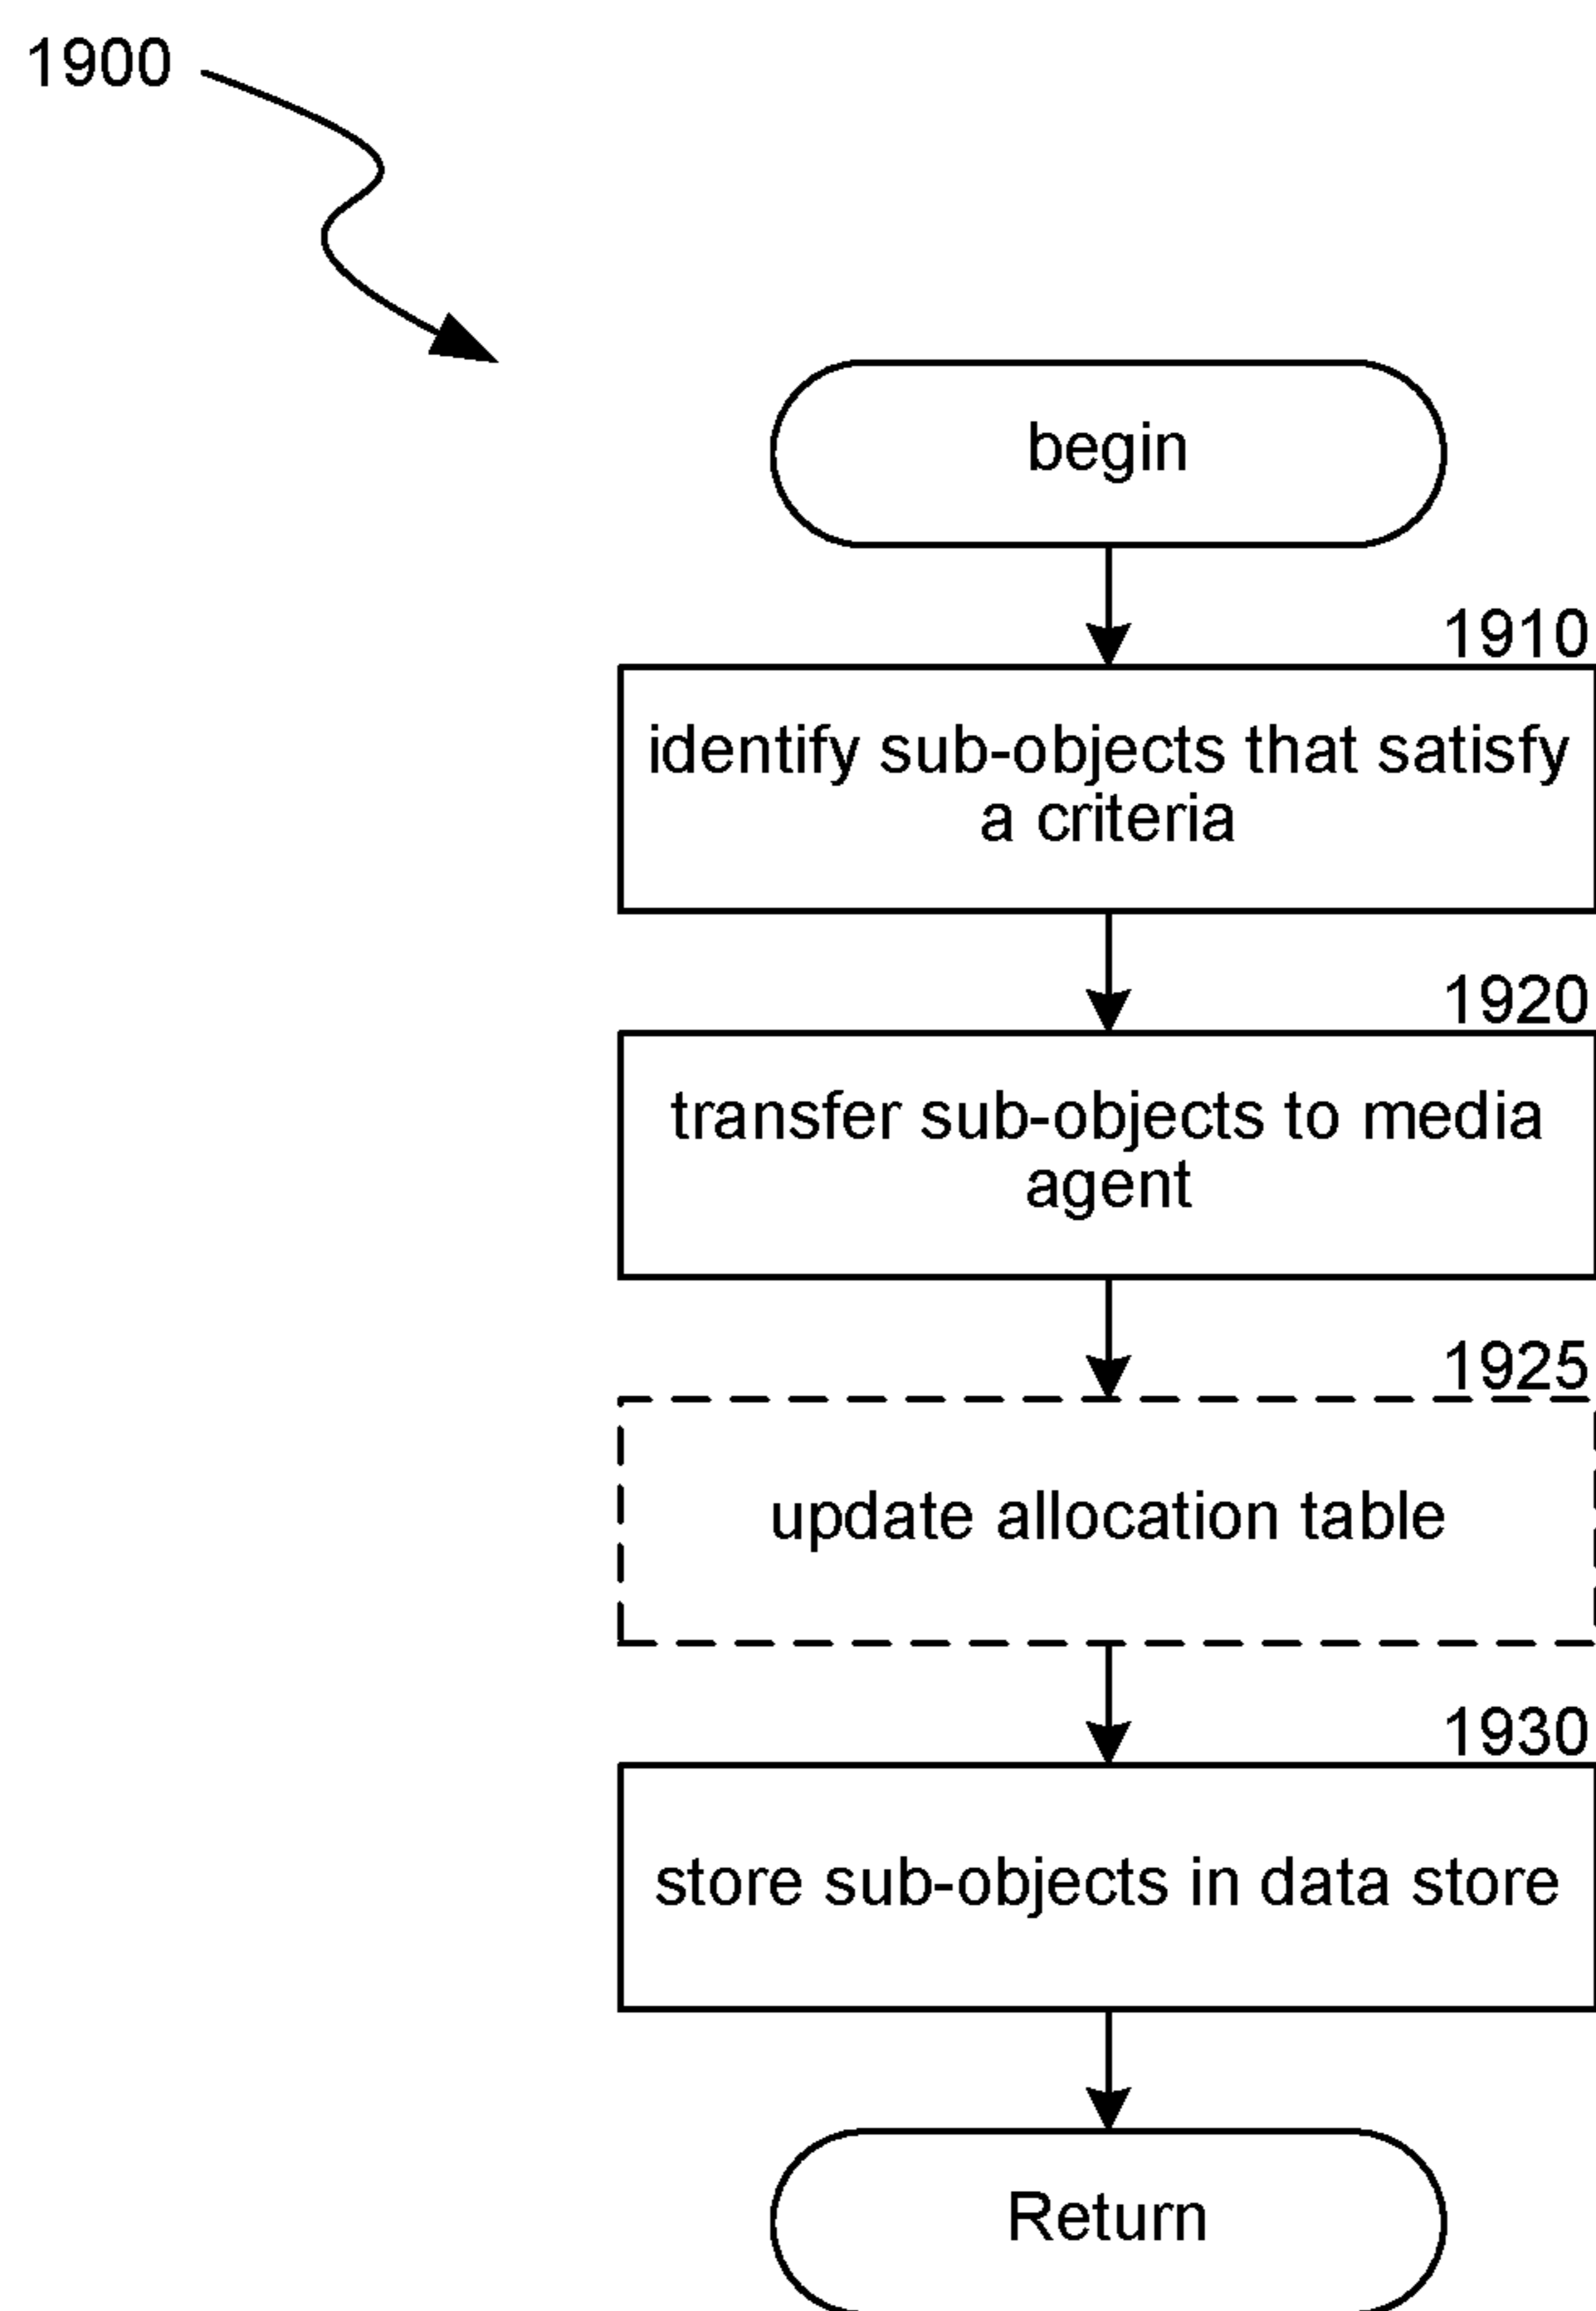 1900
begin
1910
identify sub-objects that satisfy
a criteria
1920
transfer sub-objects to media
agent
1925
update allocation table
1930
store sub-objects in data store
Return